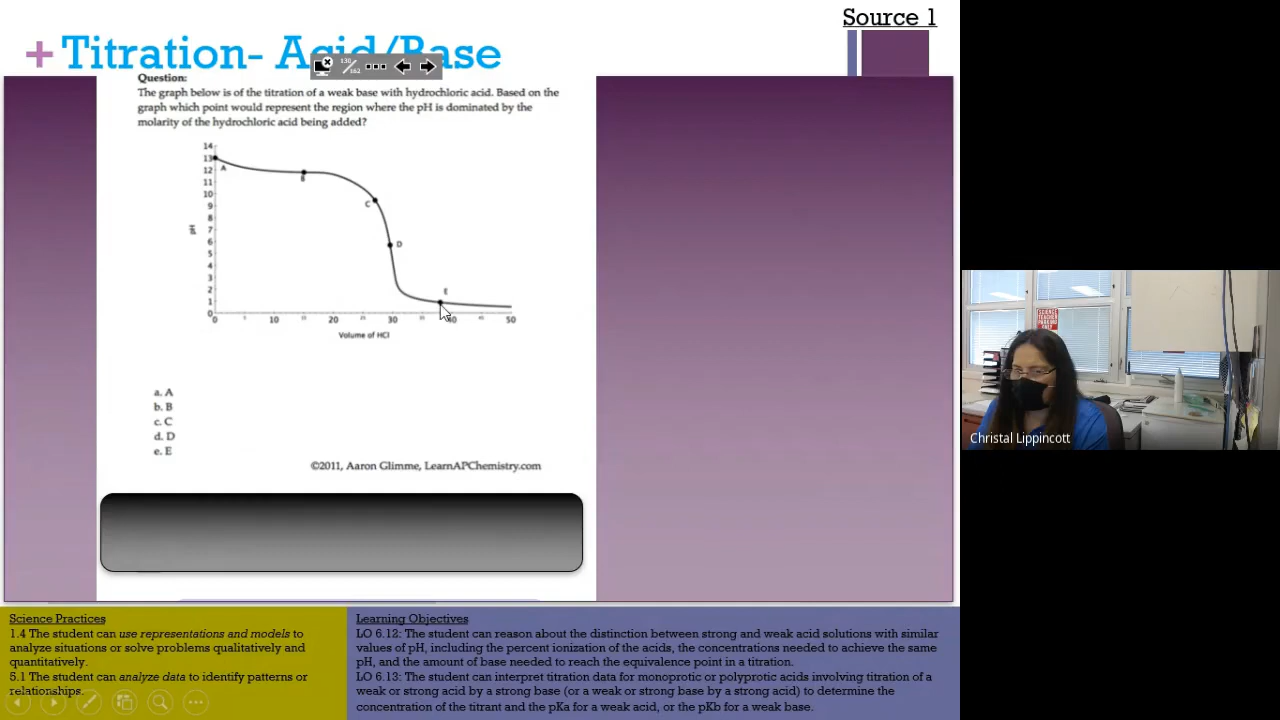 Source 1
+ Titration- Acid/Base
130/162
Question:
The graph below is of the titration of a weak base with hydrochloric acid. Based on the
graph which point would represent the region where the pH is dominated by the
molarity of the hydrochloric acid being added?
14
13
12
11
10
9
8
7
6
5
4
3
2
1
0
pH
A
B
C
D
E
0 5 10 15 20 25 30 35 40 45 50
Volume of HCl
a. A
b. B
c. C
d. D
e. E
©2011, Aaron Glimme, LearnAPChemistry.com
Christal Lippincott
Science Practices
1.4 The student can use representations and models to
analyze situations or solve problems qualitatively and
quantitatively.
5.1 The student can analyze data to identify patterns or
relationships.
Learning Objectives
LO 6.12: The student can reason about the distinction between strong and weak acid solutions with similar
values of pH, including the percent ionization of the acids, the concentrations needed to achieve the same
pH, and the amount of base needed to reach the equivalence point in a titration.
LO 6.13: The student can interpret titration data for monoprotic or polyprotic acids involving titration of a
weak or strong acid by a strong base (or a weak or strong base by a strong acid) to determine the
concentration of the titrant and the pKa for a weak acid, or the pKb for a weak base.